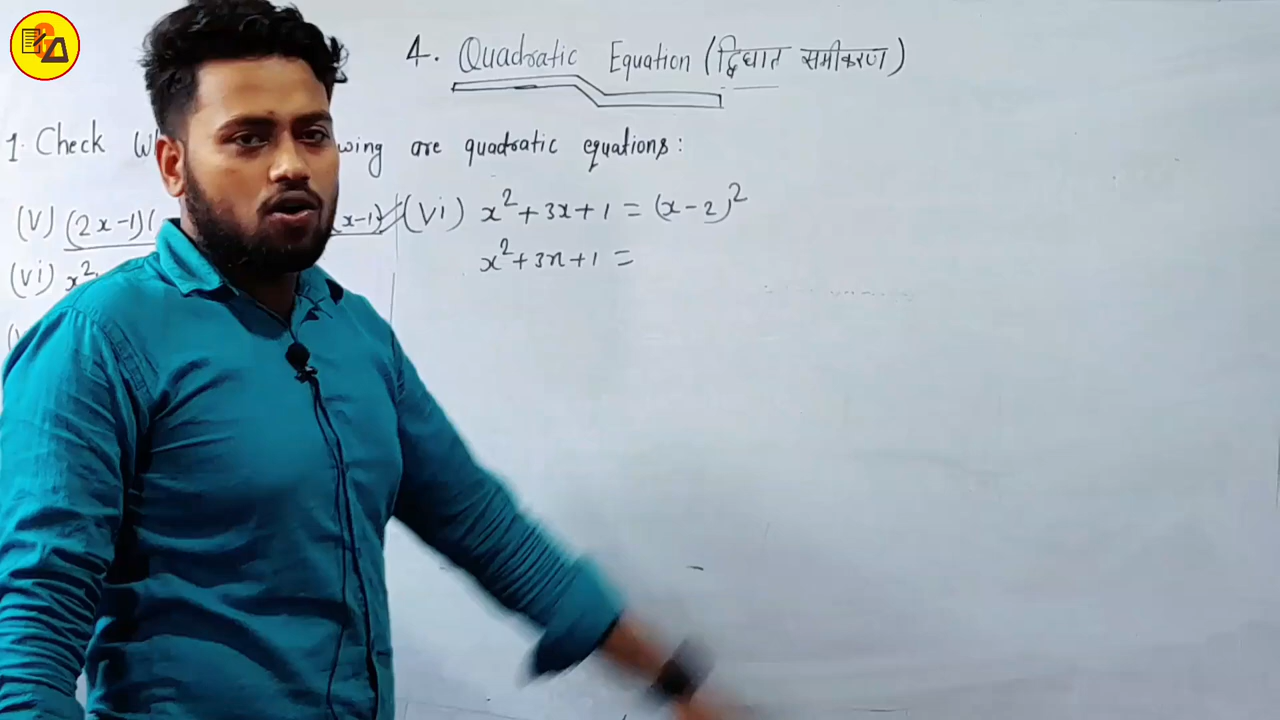 4. Quadratic Equation (द्विघात समीकरण)
1. Check wing are quadratic equations:
(V) (2x-1)( (x-1)
(Vi) x²+3x+1 = (x-2)²
x²+3x+1 =
(vi) x²